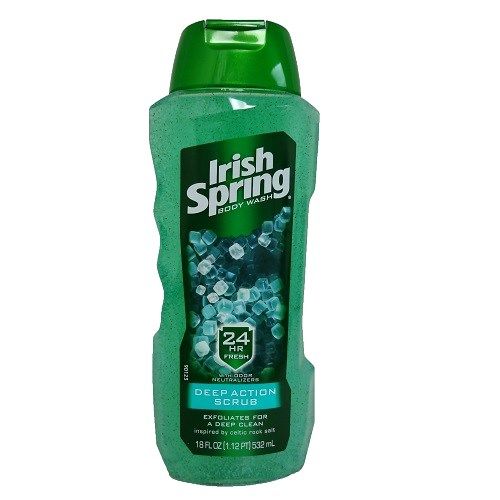 Irish
Spring®
BODY WASH
24
HR
FRESH
WITH ODOR
NEUTRALIZERS
DEEP ACTION
SCRUB
EXFOLIATES FOR
A DEEP CLEAN
inspired by celtic rock salt
18 FL OZ (1.12 PT) 532 mL